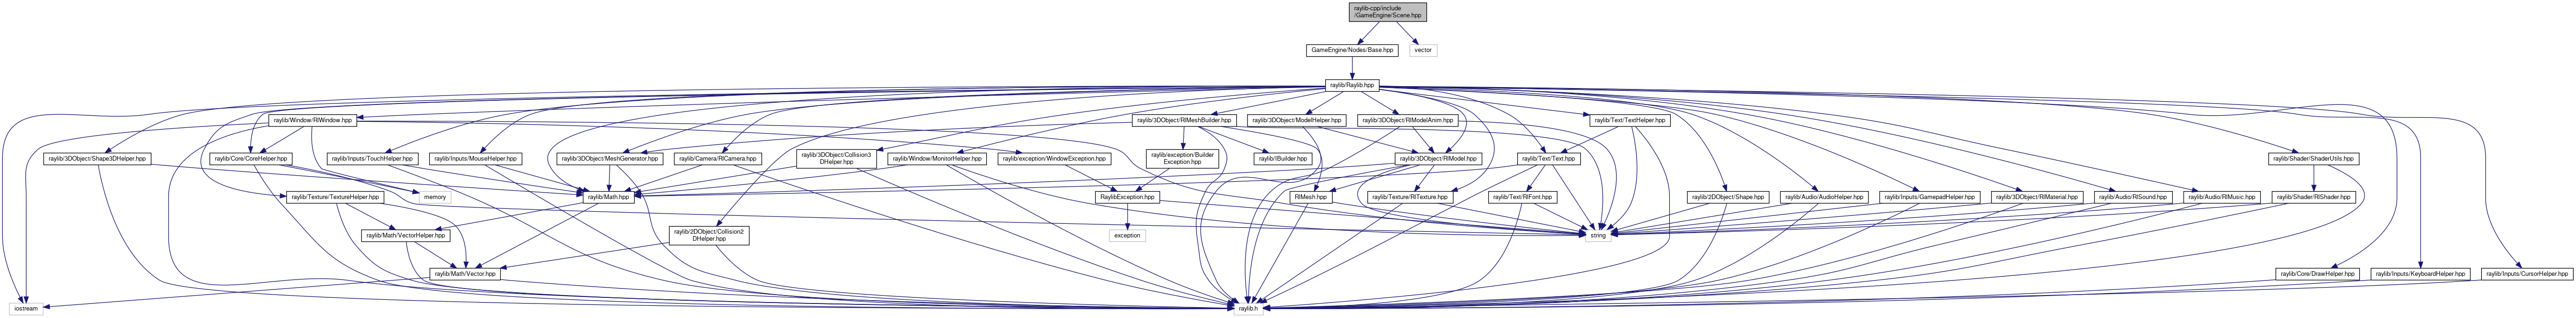 raylib-cpp/include
/GameEngine/Scene.hpp
GameEngine/Nodes/Base.hpp
vector
raylib/Raylib.hpp
raylib/Window/RlWindow.hpp
raylib/3DObject/RlMeshBuilder.hpp
raylib/3DObject/ModelHelper.hpp
raylib/3DObject/RlModelAnim.hpp
raylib/Text/TextHelper.hpp
raylib/3DObject/Shape3DHelper.hpp
raylib/Core/CoreHelper.hpp
raylib/Inputs/TouchHelper.hpp
raylib/Inputs/MouseHelper.hpp
raylib/3DObject/MeshGenerator.hpp
raylib/Camera/RlCamera.hpp
raylib/3DObject/Collision3
DHelper.hpp
raylib/Window/MonitorHelper.hpp
raylib/exception/WindowException.hpp
raylib/exception/Builder
Exception.hpp
raylib/IBuilder.hpp
raylib/3DObject/RlModel.hpp
raylib/Text/Text.hpp
raylib/Shader/ShaderUtils.hpp
raylib/Texture/TextureHelper.hpp
memory
raylib/Math.hpp
RaylibException.hpp
RlMesh.hpp
raylib/Texture/RlTexture.hpp
raylib/Text/RlFont.hpp
raylib/2DObject/Shape.hpp
raylib/Audio/AudioHelper.hpp
raylib/Inputs/GamepadHelper.hpp
raylib/3DObject/RlMaterial.hpp
raylib/Audio/RlSound.hpp
raylib/Audio/RlMusic.hpp
raylib/Shader/RlShader.hpp
raylib/Math/VectorHelper.hpp
raylib/2DObject/Collision2
DHelper.hpp
exception
string
raylib/Math/Vector.hpp
raylib/Core/DrawHelper.hpp
raylib/Inputs/KeyboardHelper.hpp
raylib/Inputs/CursorHelper.hpp
iostream
raylib.h